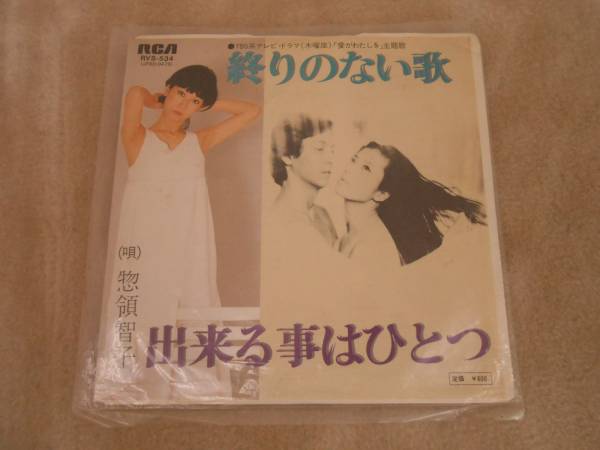 RCA
RVS-534
●TBS系テレビ・ドラマ〈木曜座〉「愛がわたしを」主題歌
終りのない歌
(唄)惣領智子
出来る事はひとつ
定価 ¥600